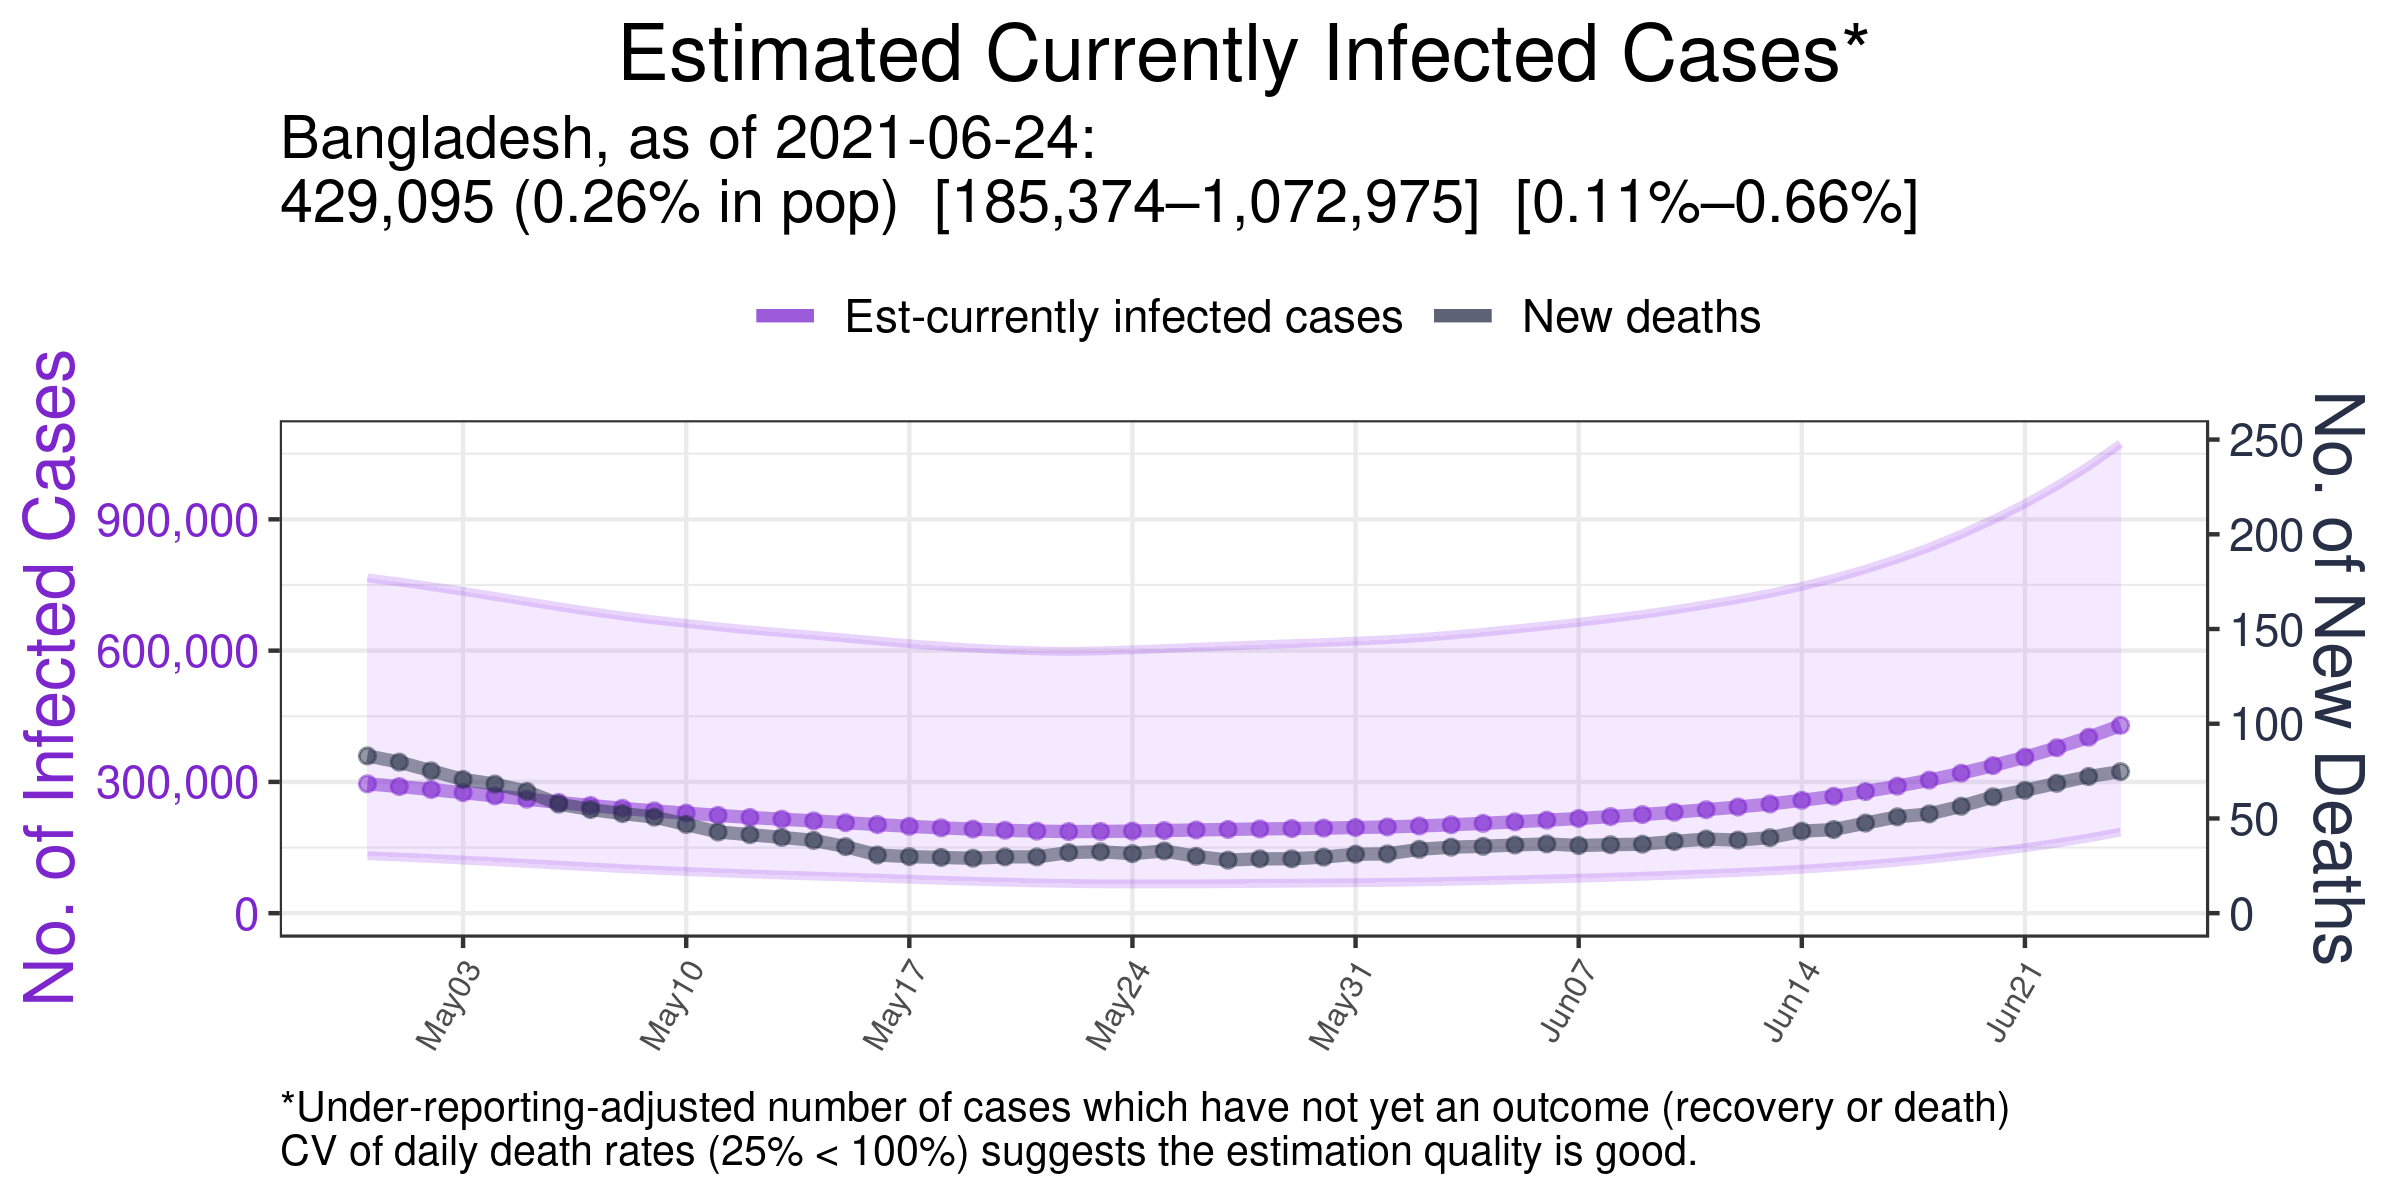 Estimated Currently Infected Cases*
Bangladesh, as of 2021-06-24:
429,095 (0.26% in pop) [185,374–1,072,975] [0.11%–0.66%]
Est-currently infected cases
New deaths
No. of Infected Cases
900,000
600,000
300,000
0
250
200
150
100
50
0
No. of New Deaths
May03
May10
May17
May24
May31
Jun07
Jun14
Jun21
*Under-reporting-adjusted number of cases which have not yet an outcome (recovery or death)
CV of daily death rates (25% < 100%) suggests the estimation quality is good.